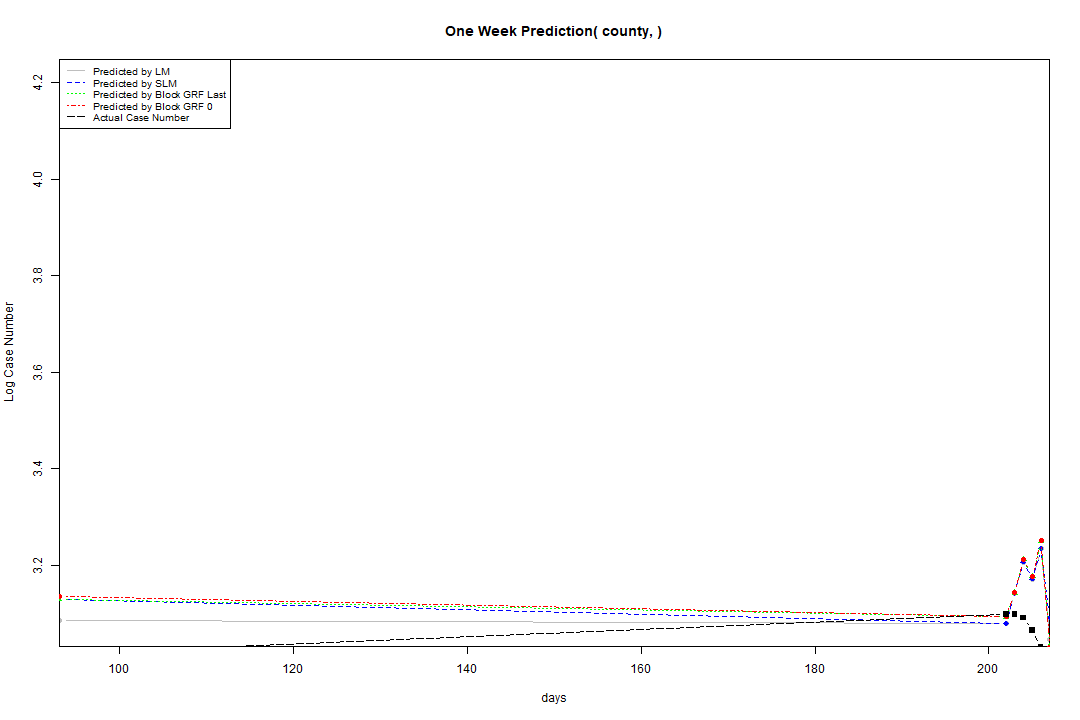 One Week Prediction( county, )
Predicted by LM
Predicted by SLM
Predicted by Block GRF Last
Predicted by Block GRF 0
Actual Case Number
4.2
4.0
3.8
3.6
3.4
3.2
Log Case Number
100 120 140 160 180 200
days